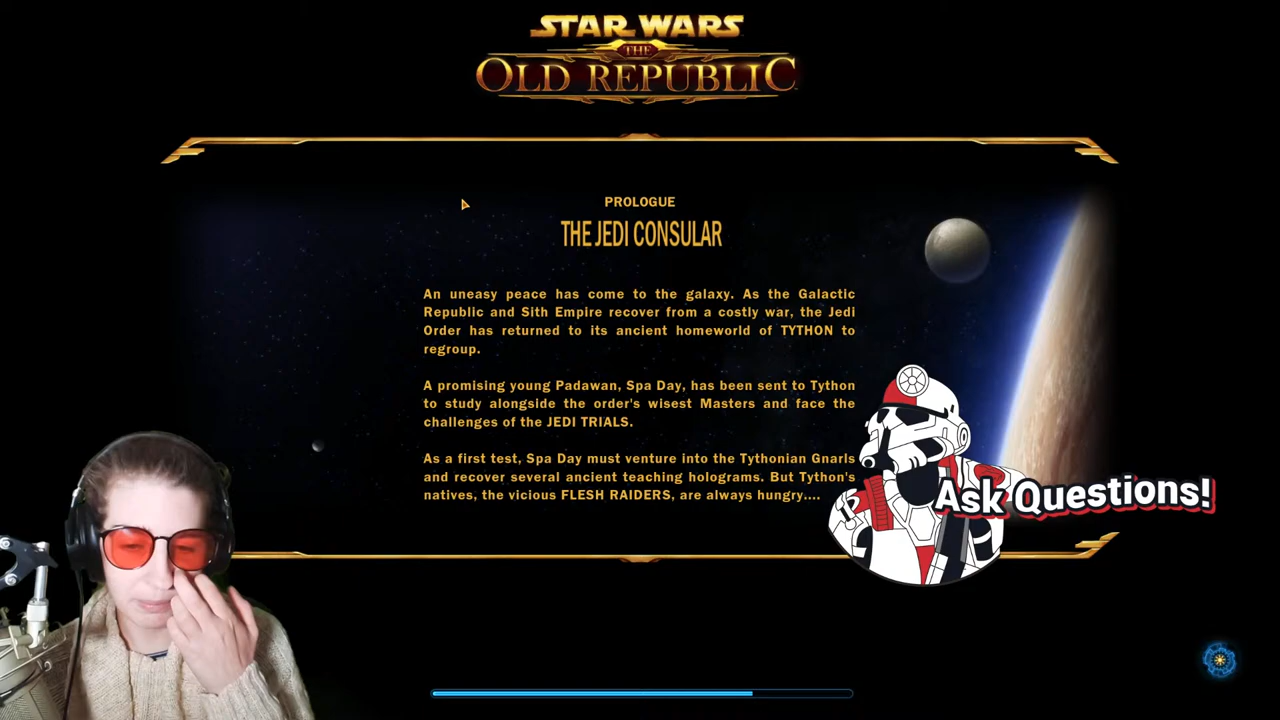 STAR WARS
THE
OLD REPUBLIC
PROLOGUE
THE JEDI CONSULAR
An uneasy peace has come to the galaxy. As the Galactic
Republic and Sith Empire recover from a costly war, the Jedi
Order has returned to its ancient homeworld of TYTHON to
regroup.
A promising young Padawan, Spa Day, has been sent to Tython
to study alongside the order's wisest Masters and face the
challenges of the JEDI TRIALS.
As a first test, Spa Day must venture into the Tythonian Gnarls
and recover several ancient teaching holograms. But Tython's
natives, the vicious FLESH RAIDERS, are always hungry....
Ask Questions!